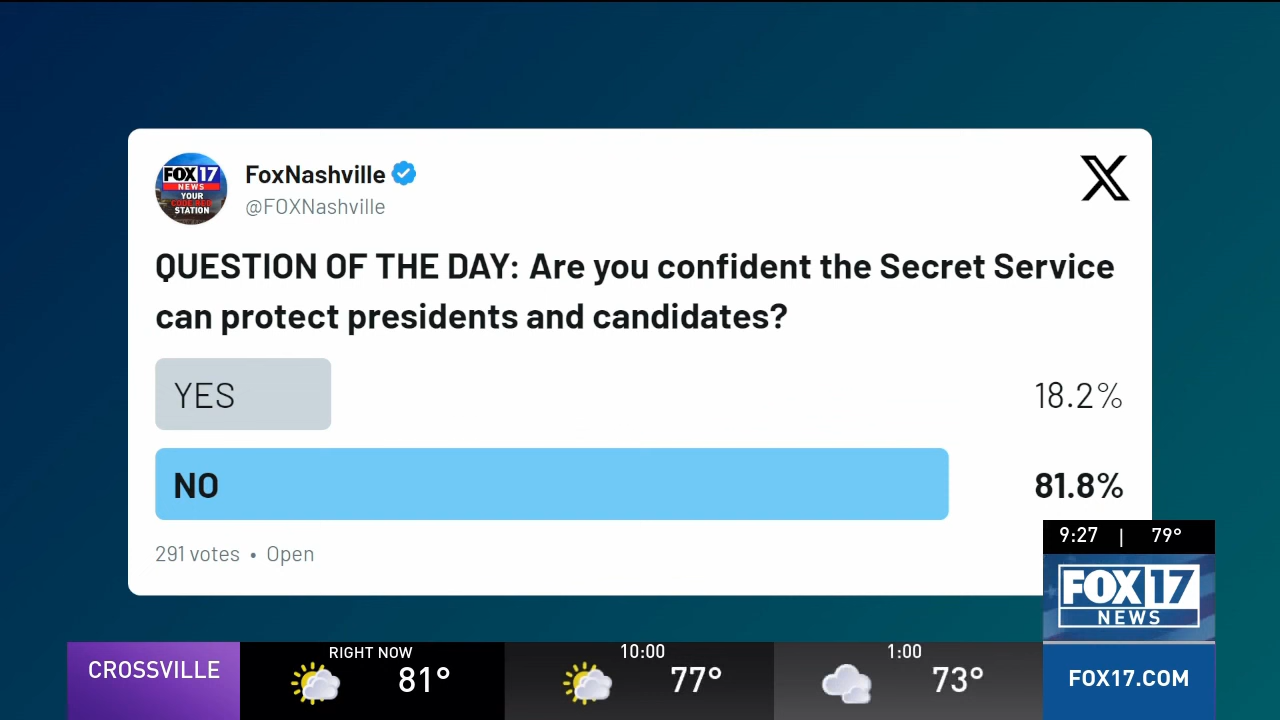 FOX 17
NEWS
YOUR
CODE RED
STATION
FoxNashville
@FOXNashville
QUESTION OF THE DAY: Are you confident the Secret Service
can protect presidents and candidates?
YES 18.2%
NO 81.8%
291 votes • Open
9:27 | 79°
FOX 17
NEWS
FOX17.COM
CROSSVILLE
RIGHT NOW
81°
10:00
77°
1:00
73°